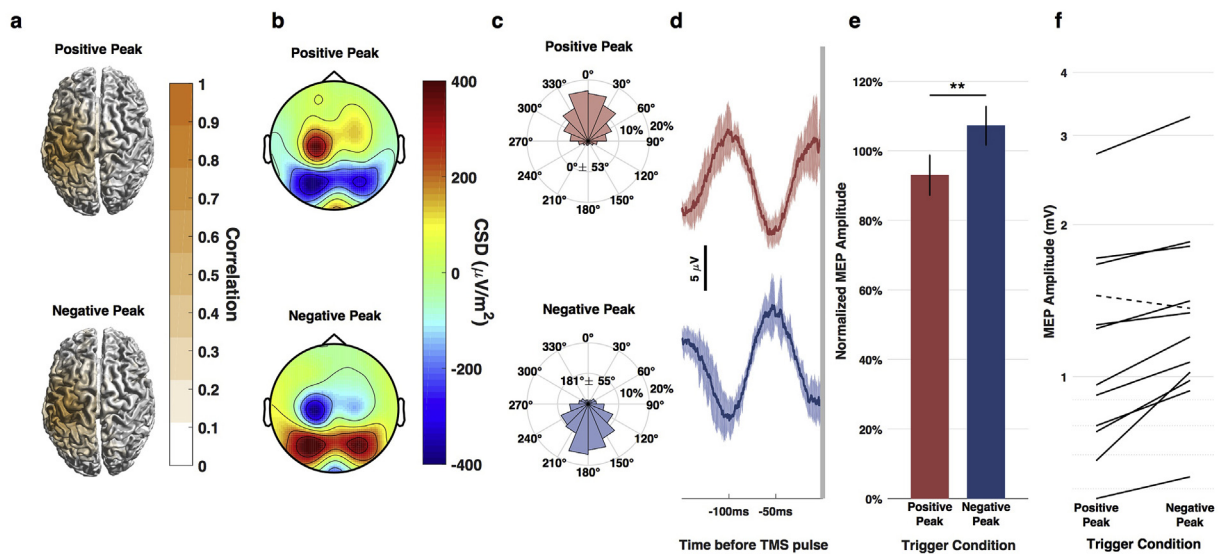 a
Positive Peak
Negative Peak
1
0.9
0.8
0.7
0.6
0.5
0.4
0.3
0.2
0.1
0
Correlation
b
Positive Peak
Negative Peak
400
200
0
-200
-400
CSD (μV/m²)
c
Positive Peak
0°
30°
60°
90°
120°
150°
180°
210°
240°
270°
300°
330°
10%
20%
0° ± 53°
Negative Peak
0°
30°
60°
90°
120°
150°
180°
210°
240°
270°
300°
330°
10%
20%
181° ± 55°
d
5 μV
-100ms
-50ms
Time before TMS pulse
e
120%
100%
80%
60%
40%
20%
0%
Normalized MEP Amplitude
**
Positive
Peak
Negative
Peak
Trigger Condition
f
4
3
2
1
MEP Amplitude (mV)
Positive
Peak
Negative
Peak
Trigger Condition